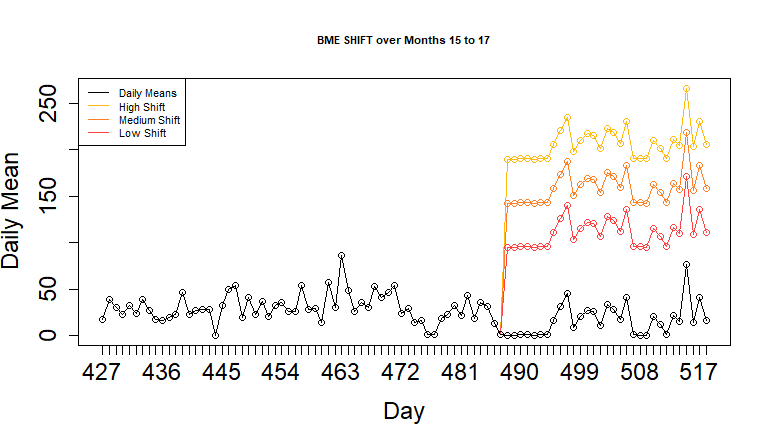 BME SHIFT over Months 15 to 17
Daily Means
High Shift
Medium Shift
Low Shift
Daily Mean
250
150
50
0
427 436 445 454 463 472 481 490 499 508 517
Day